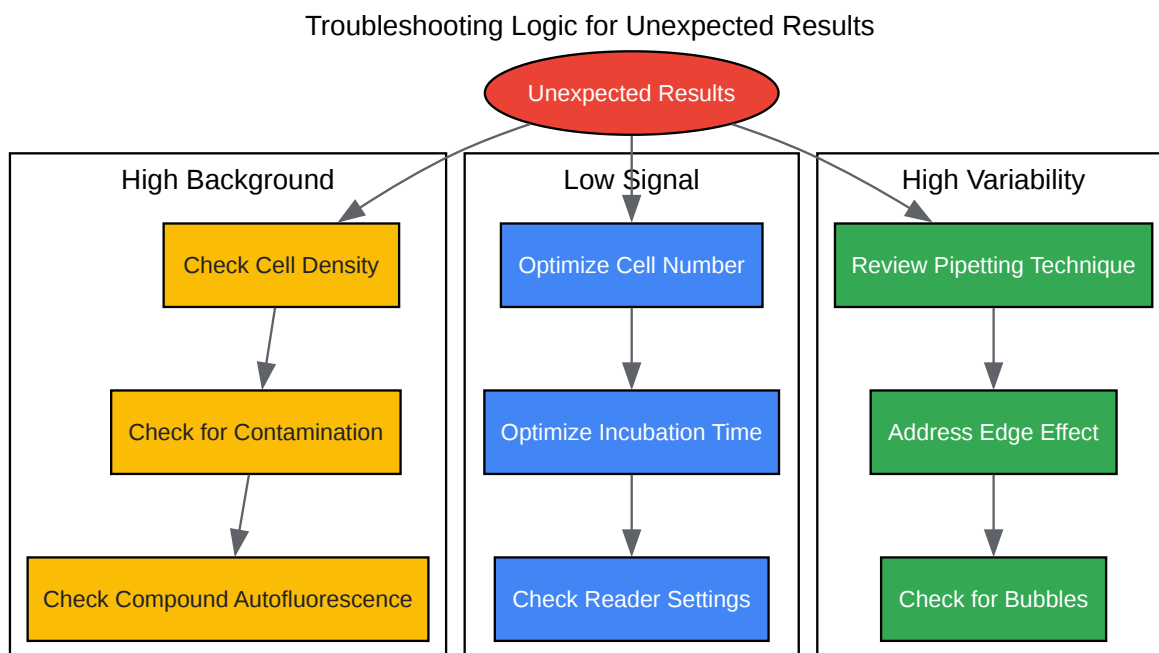 Troubleshooting Logic for Unexpected Results
Unexpected Results
High Background
Check Cell Density
Check for Contamination
Check Compound Autofluorescence
Low Signal
Optimize Cell Number
Optimize Incubation Time
Check Reader Settings
High Variability
Review Pipetting Technique
Address Edge Effect
Check for Bubbles